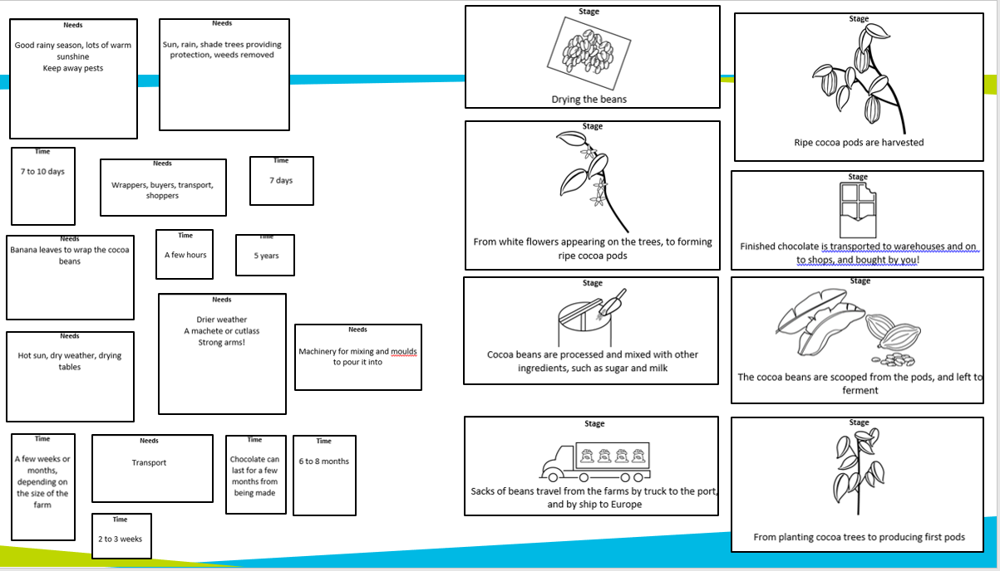 Needs
Good rainy season, lots of warm
sunshine
Keep away pests
Needs
Sun, rain, shade trees providing
protection, weeds removed
Time
7 to 10 days
Needs
Wrappers, buyers, transport,
shoppers
Time
7 days
Needs
Banana leaves to wrap the cocoa
beans
Time
A few hours
Time
5 years
Needs
Hot sun, dry weather, drying
tables
Needs
Drier weather
A machete or cutlass
Strong arms!
Needs
Machinery for mixing and moulds
to pour it into
Time
A few weeks or
months,
depending on
the size of the
farm
Needs
Transport
Time
Chocolate can
last for a few
months from
being made
Time
6 to 8 months
Time
2 to 3 weeks
Stage
Drying the beans
Stage
From white flowers appearing on the trees, to forming
ripe cocoa pods
Stage
Cocoa beans are processed and mixed with other
ingredients, such as sugar and milk
Stage
Sacks of beans travel from the farms by truck to the port,
and by ship to Europe
Stage
Ripe cocoa pods are harvested
Stage
Finished chocolate is transported to warehouses and on
to shops, and bought by you!
Stage
The cocoa beans are scooped from the pods, and left to
ferment
Stage
From planting cocoa trees to producing first pods